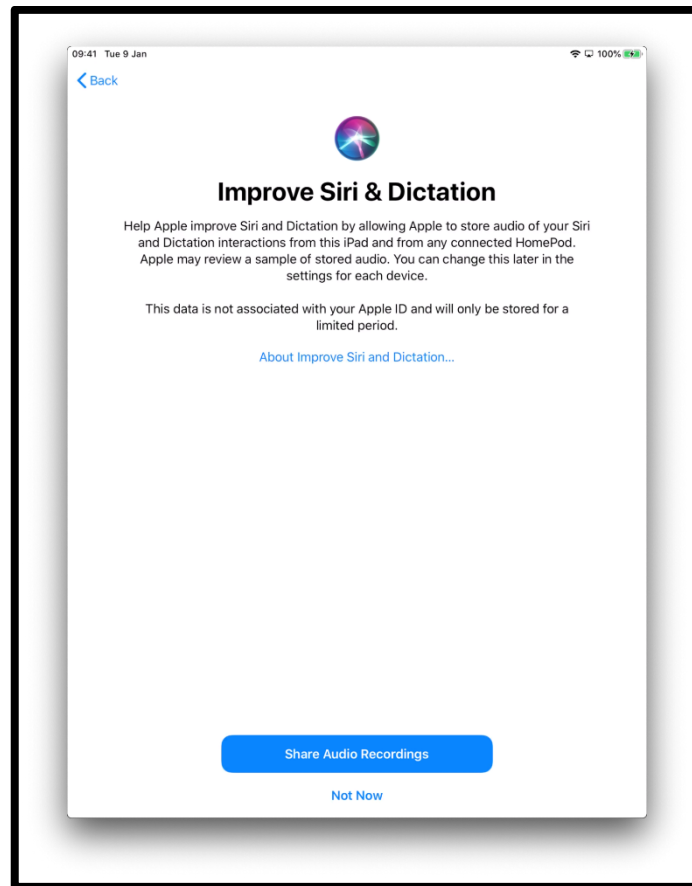 09:41 Tue 9 Jan
100%
Back
Improve Siri & Dictation
Help Apple improve Siri and Dictation by allowing Apple to store audio of your Siri
and Dictation interactions from this iPad and from any connected HomePod.
Apple may review a sample of stored audio. You can change this later in the
settings for each device.
This data is not associated with your Apple ID and will only be stored for a
limited period.
About Improve Siri and Dictation...
Share Audio Recordings
Not Now